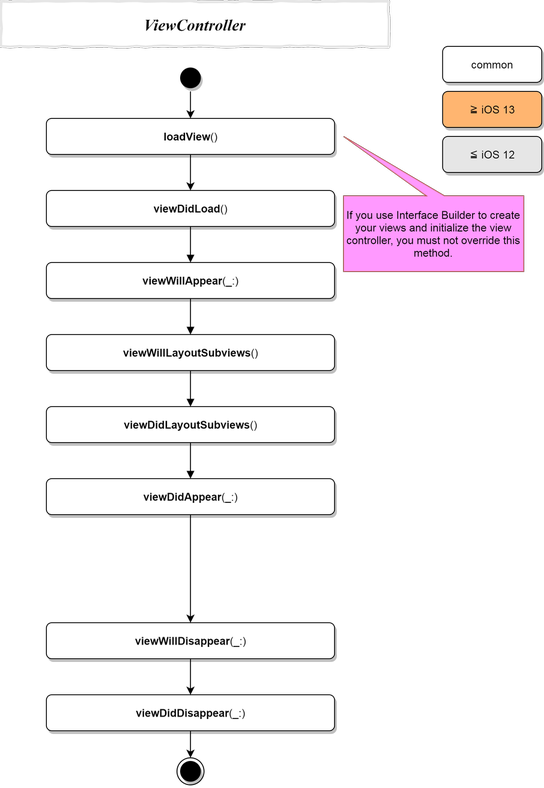 ViewController
common
≧ iOS 13
≦ iOS 12
loadView()
If you use Interface Builder to create
your views and initialize the view
controller, you must not override this
method.
viewDidLoad()
viewWillAppear(_:)
viewWillLayoutSubviews()
viewDidLayoutSubviews()
viewDidAppear(_:)
viewWillDisappear(_:)
viewDidDisappear(_:)